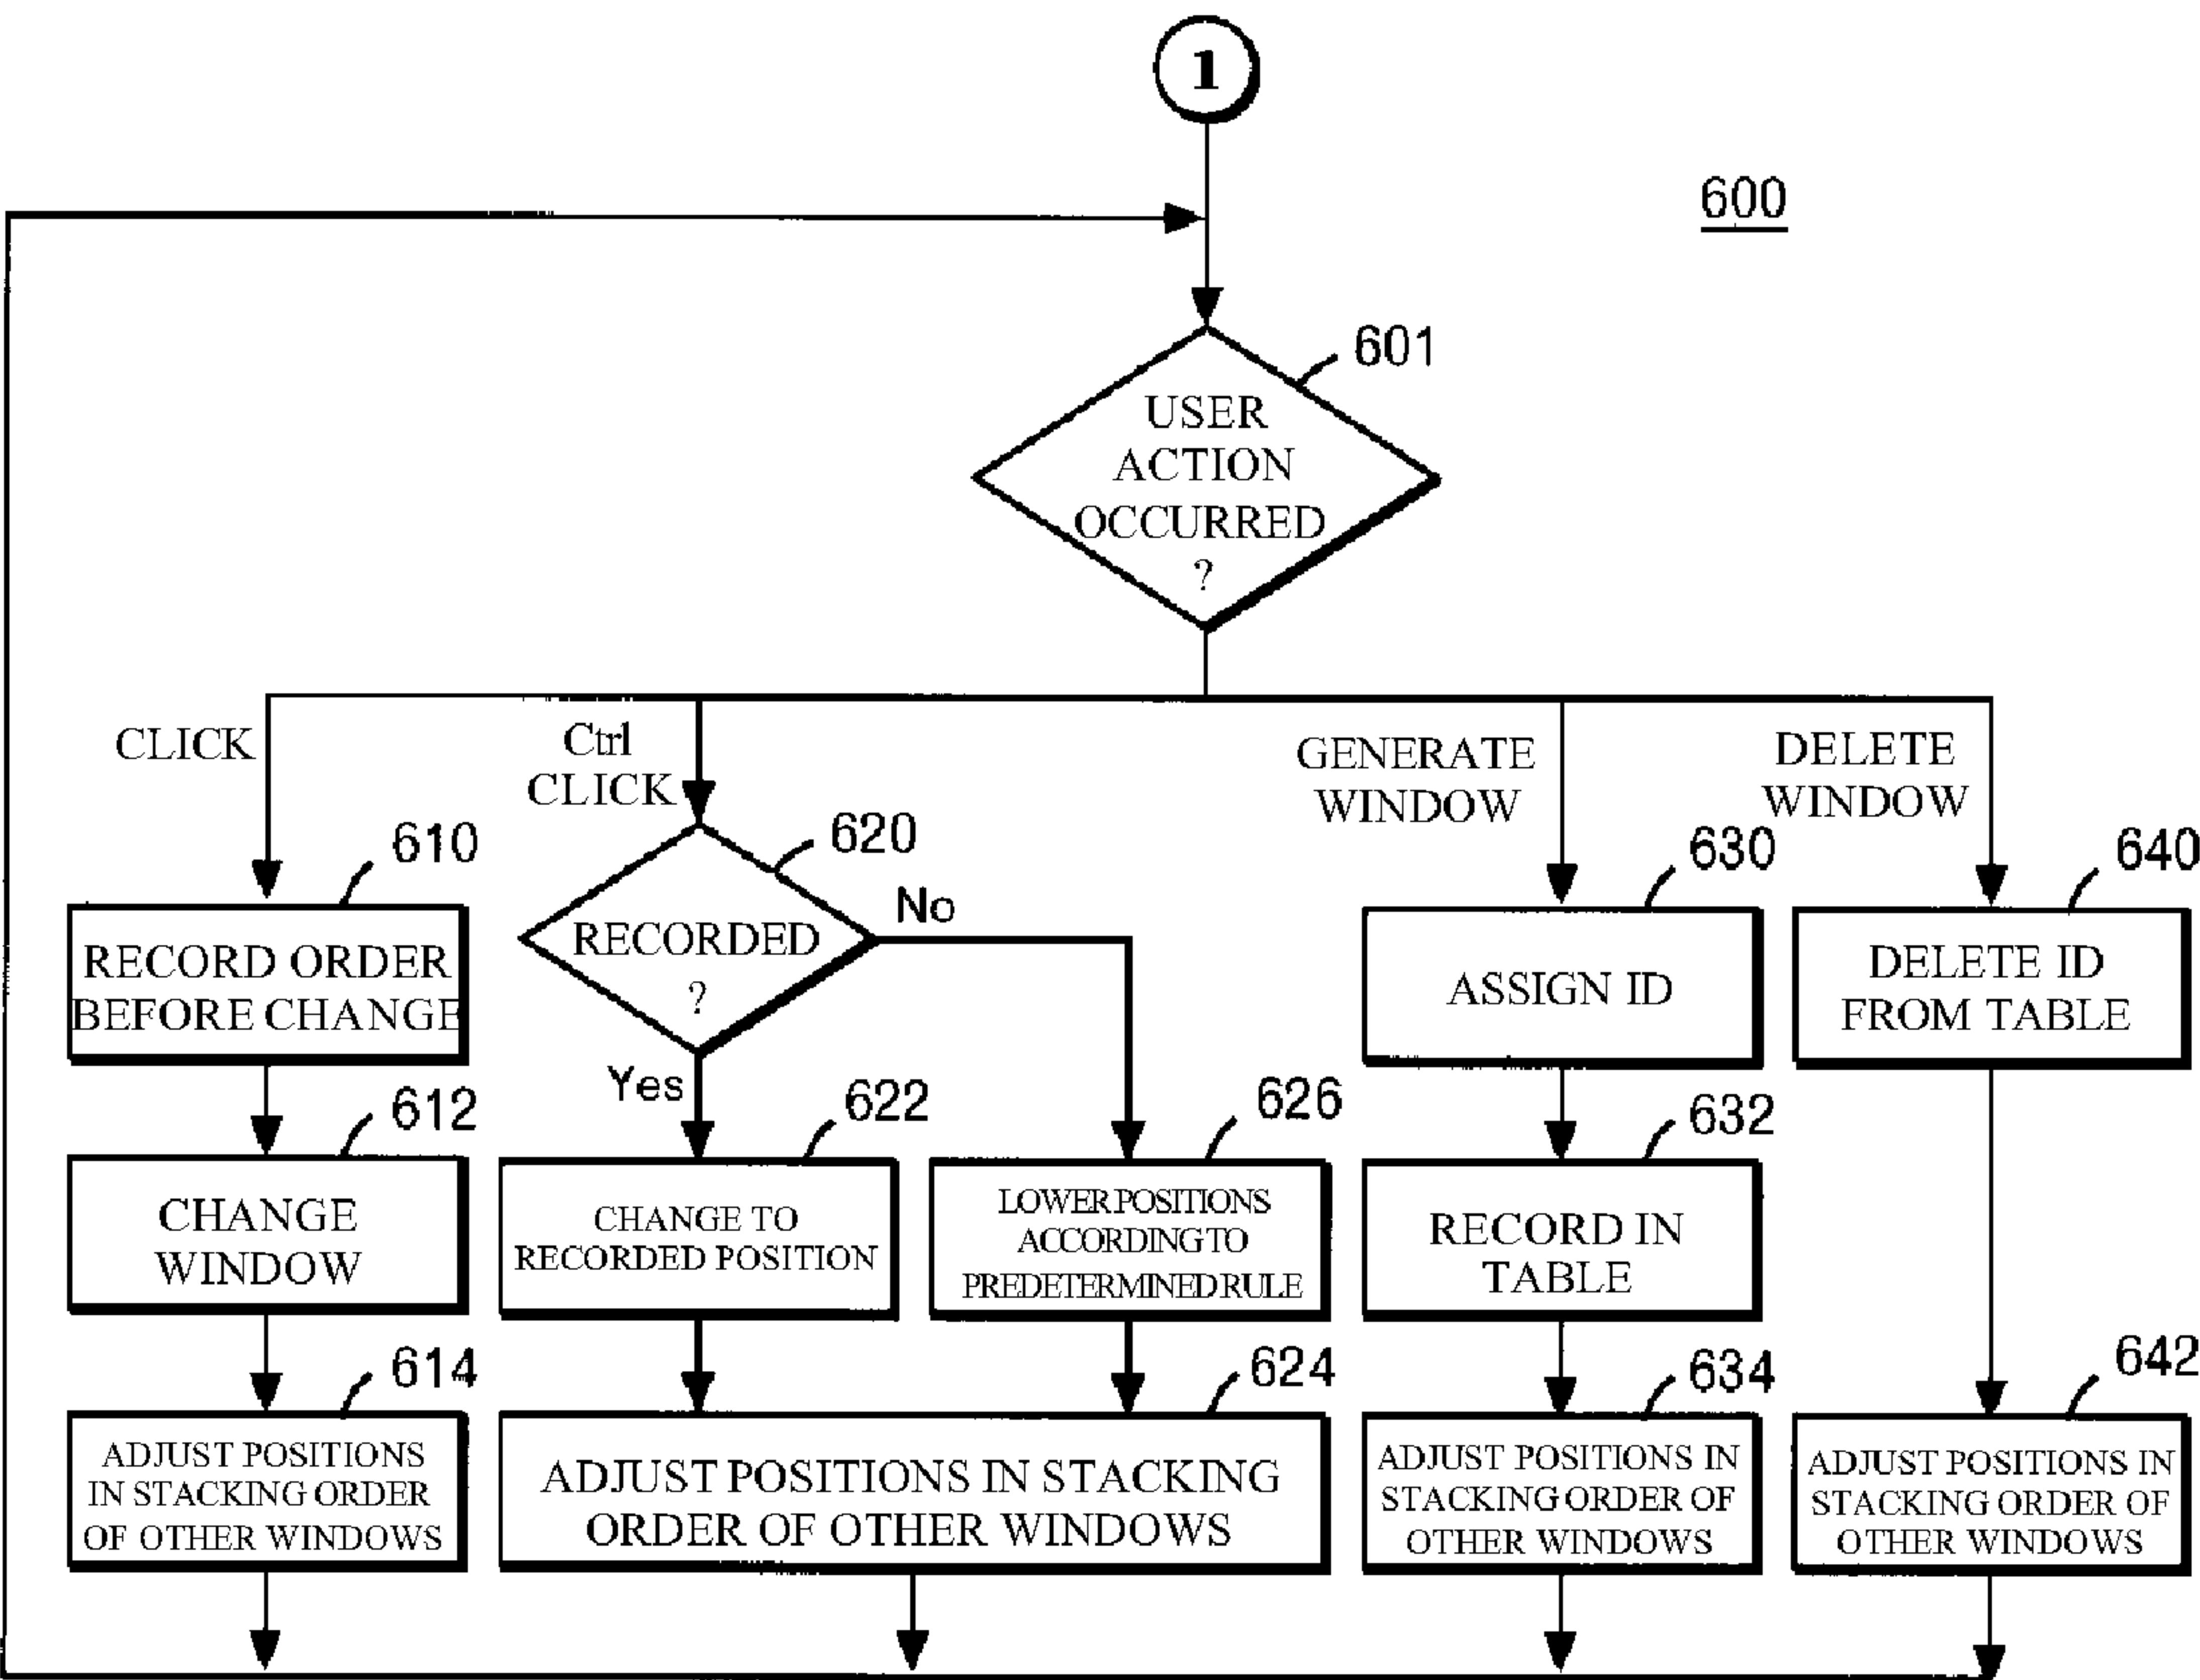 1
600
601
USER
ACTION
OCCURRED
?
CLICK
Ctrl
CLICK
GENERATE
WINDOW
DELETE
WINDOW
610
RECORD ORDER
BEFORE CHANGE
620
RECORDED
?
No
Yes
630
ASSIGN ID
640
DELETE ID
FROM TABLE
612
CHANGE
WINDOW
622
CHANGE TO
RECORDED POSITION
626
LOWER POSITIONS
ACCORDING TO
PREDETERMINED RULE
632
RECORD IN
TABLE
614
ADJUST POSITIONS
IN STACKING ORDER
OF OTHER WINDOWS
624
ADJUST POSITIONS IN STACKING
ORDER OF OTHER WINDOWS
634
ADJUST POSITIONS IN
STACKING ORDER OF
OTHER WINDOWS
642
ADJUST POSITIONS IN
STACKING ORDER OF
OTHER WINDOWS